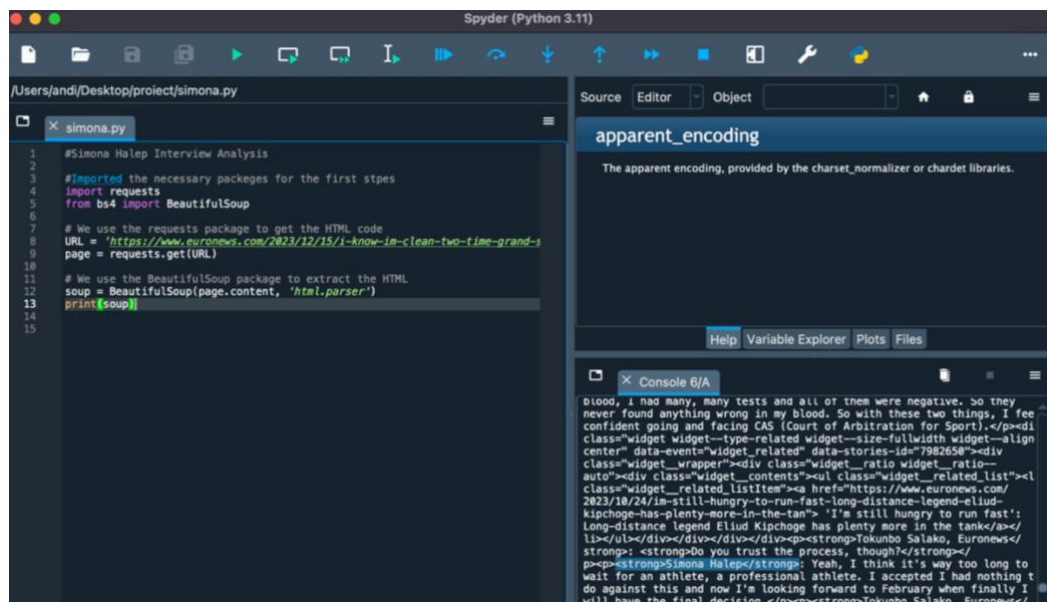 Spyder (Python 3.11)
/Users/andi/Desktop/proiect/simona.py
simona.py
1 #Simona Halep Interview Analysis
2
3 #Imported the necessary packeges for the first stpes
4 import requests
5 from bs4 import BeautifulSoup
6
7 # We use the requests package to get the HTML code
8 URL = 'https://www.euronews.com/2023/12/15/i-know-im-clean-two-time-grand-s
9 page = requests.get(URL)
10
11 # We use the BeautifulSoup package to extract the HTML
12 soup = BeautifulSoup(page.content, 'html.parser')
13 print(soup)
14
15
Source Editor Object
apparent_encoding
The apparent encoding, provided by the charset_normalizer or chardet libraries.
Help Variable Explorer Plots Files
Console 6/A
blood, I had many, many tests and all of them were negative. So they
never found anything wrong in my blood. So with these two things, I fee
confident going and facing CAS (Court of Arbitration for Sport).</p><di
class="widget widget--type-related widget--size-fullwidth widget--align
center" data-event="widget_related" data-stories-id="7982650"><div
class="widget__wrapper"><div class="widget__ratio widget__ratio--
auto"><div class="widget__contents"><ul class="widget__related_list"><l
class="widget__related_listItem"><a href="https://www.euronews.com/
2023/10/24/im-still-hungry-to-run-fast-long-distance-legend-eliud-
kipchoge-has-plenty-more-in-the-tan"> 'I'm still hungry to run fast':
Long-distance legend Eliud Kipchoge has plenty more in the tank</a></
li></ul></div></div></div></div><p><strong>Tokunbo Salako, Euronews</
strong>: <strong>Do you trust the process, though?</strong></
p><p><strong>Simona Halep</strong>: Yeah, I think it's way too long to
wait for an athlete, a professional athlete. I accepted I had nothing t
do against this and now I'm looking forward to February when finally I
will have the final decision.</p><p><strong>Tokunbo Salako, Euronews</